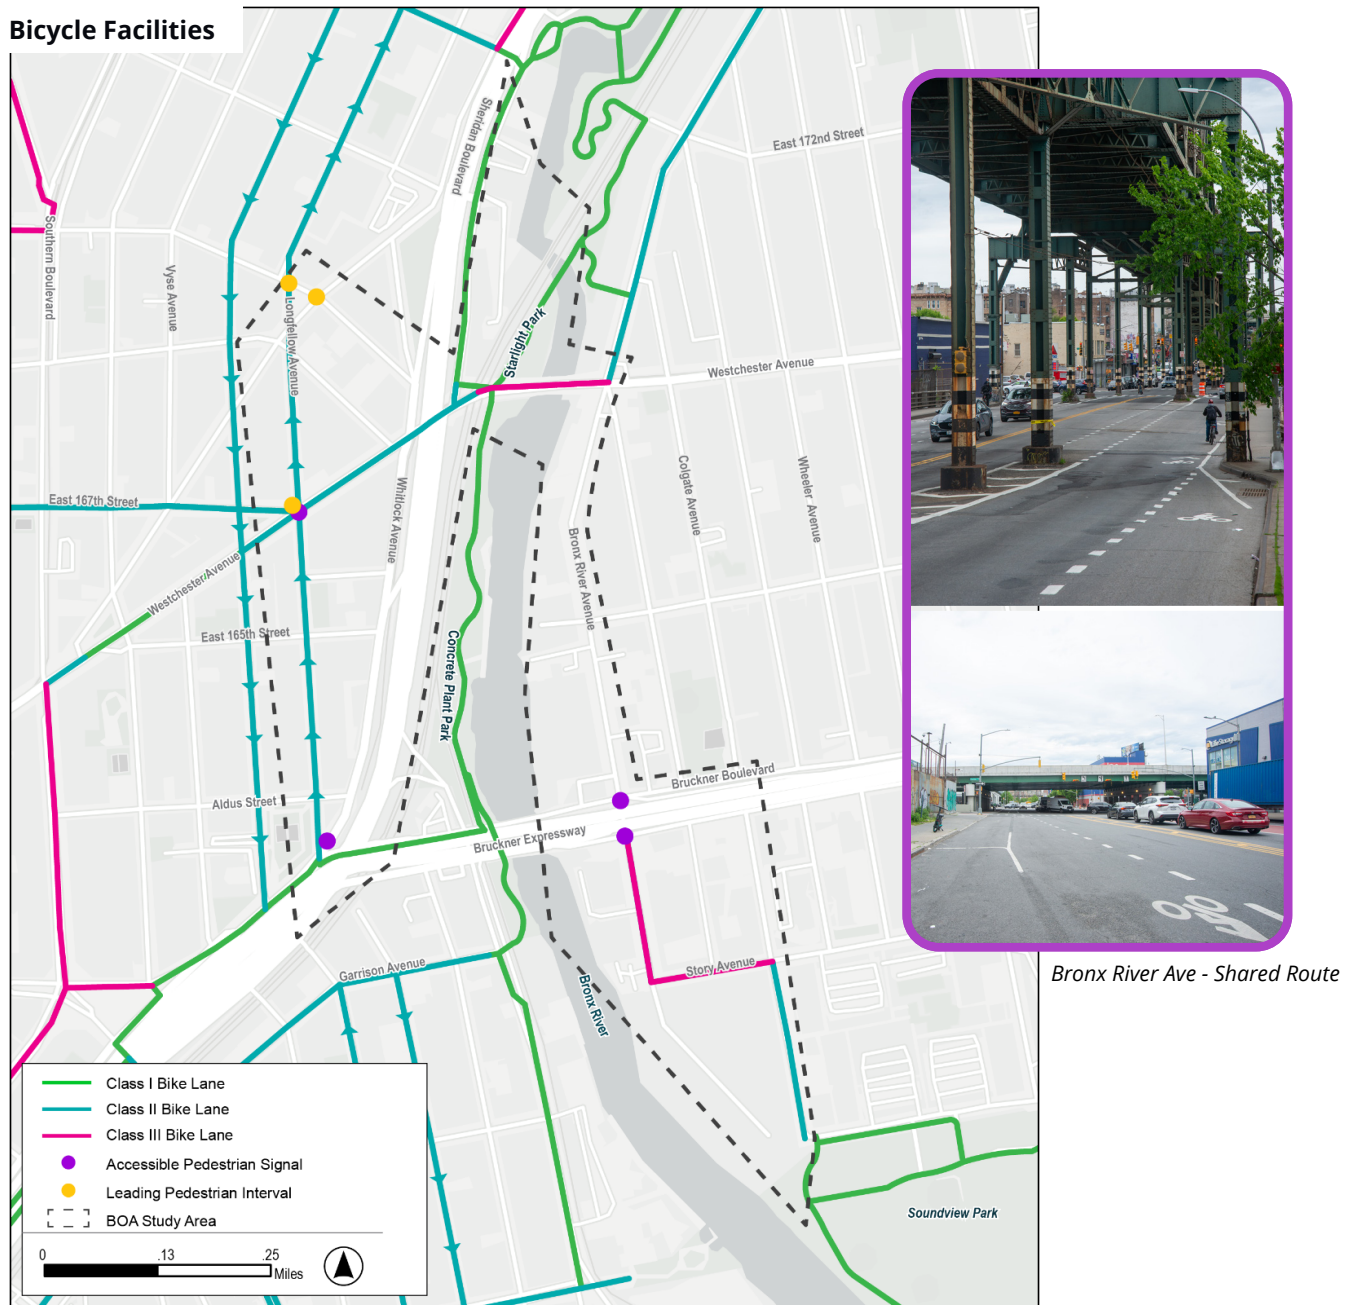 Bicycle Facilities
Sheridan Boulevard
East 172nd Street
Southern Boulevard
Vyse Avenue
Longfellow Avenue
Starlight Park
Westchester Avenue
East 167th Street
Whitlock Avenue
Colgate Avenue
Wheeler Avenue
Bronx River Avenue
Westchester Avenue
East 165th Street
Concrete Plant Park
Bruckner Boulevard
Aldus Street
Bruckner Expressway
Garrison Avenue
Story Avenue
Bronx River
Bronx River Ave - Shared Route
Soundview Park
Class I Bike Lane
Class II Bike Lane
Class III Bike Lane
Accessible Pedestrian Signal
Leading Pedestrian Interval
BOA Study Area
0 .13 .25
Miles